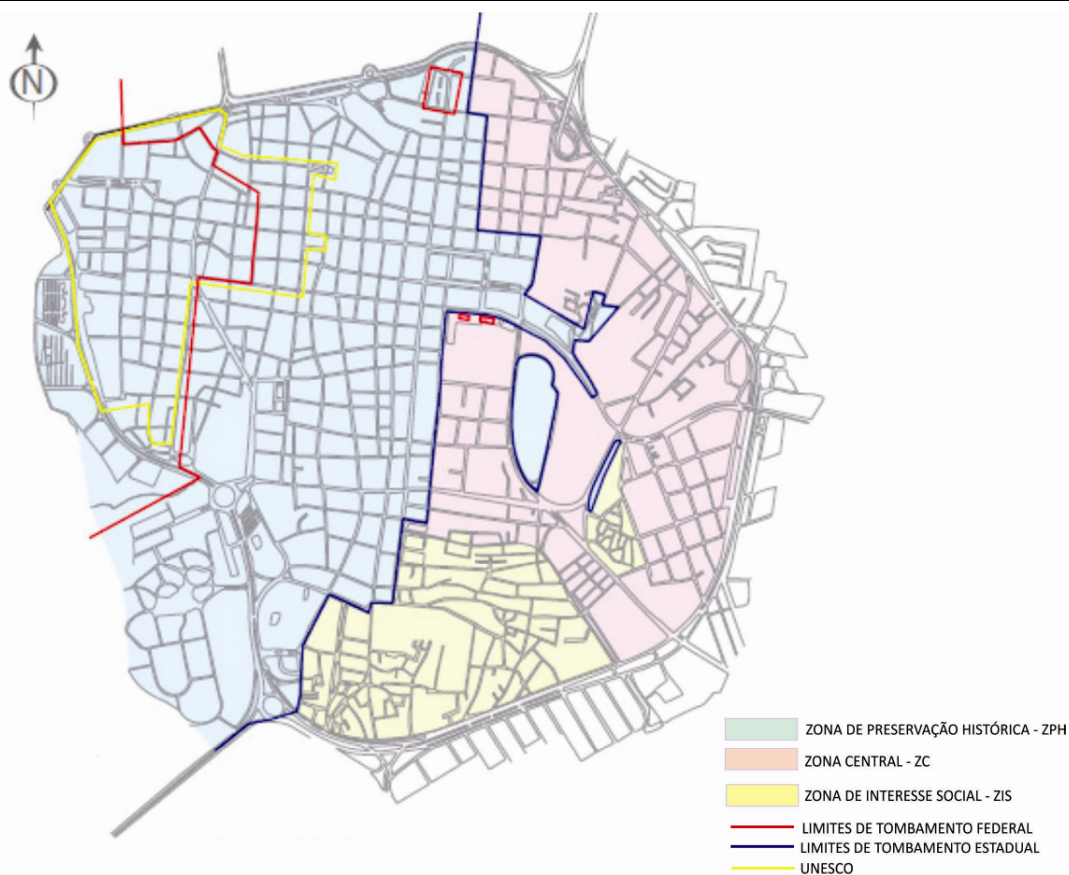 N
ZONA DE PRESERVAÇÃO HISTÓRICA - ZPH
ZONA CENTRAL - ZC
ZONA DE INTERESSE SOCIAL - ZIS
LIMITES DE TOMBAMENTO FEDERAL
LIMITES DE TOMBAMENTO ESTADUAL
UNESCO